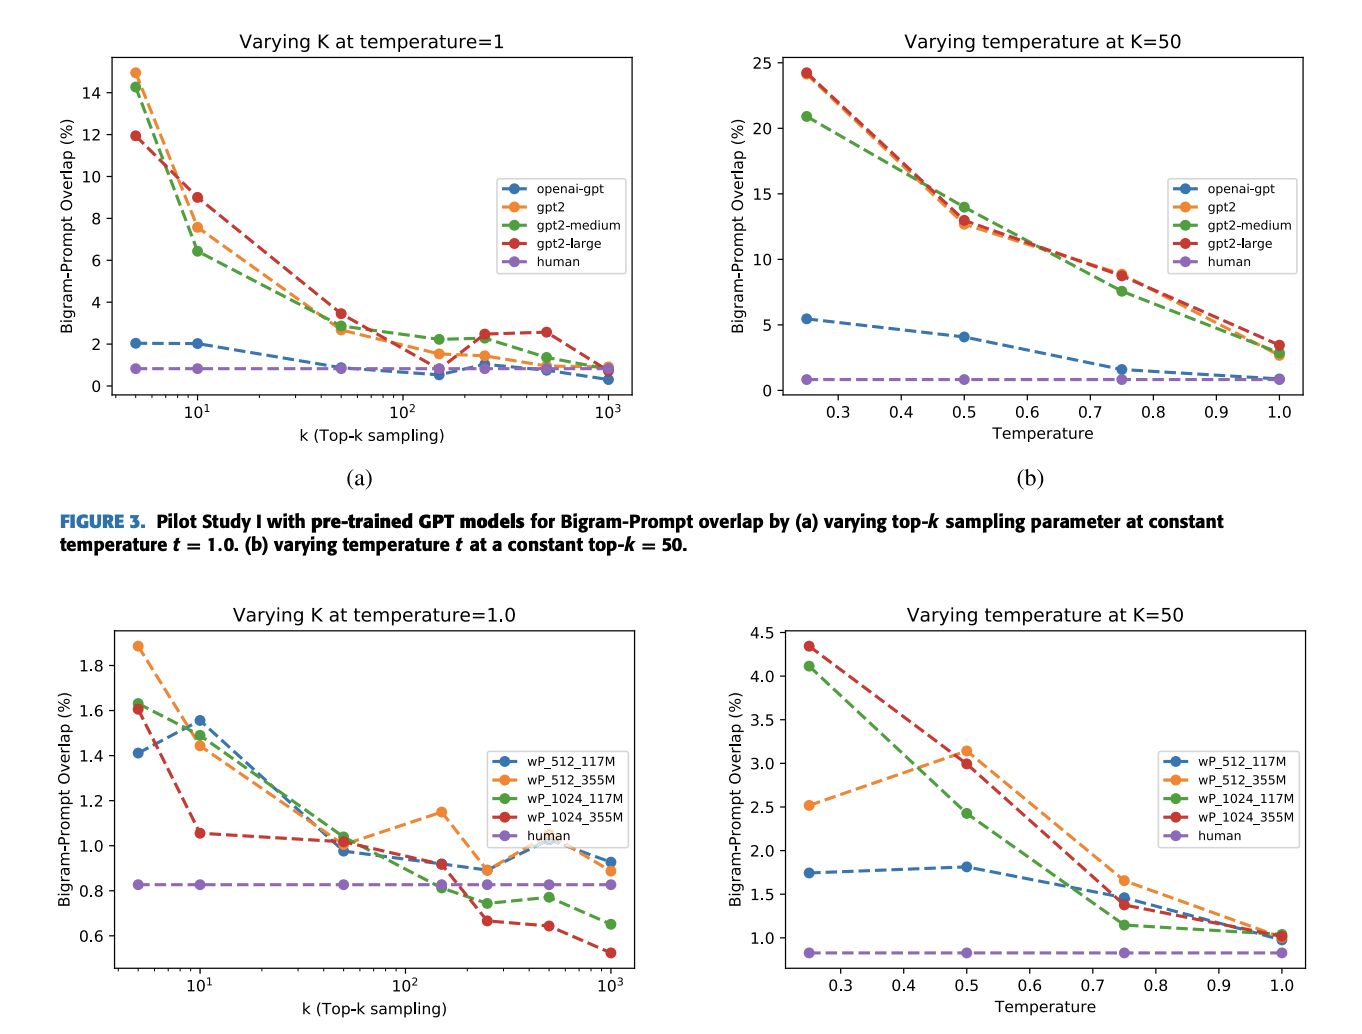 Varying K at temperature=1
Bigram-Prompt Overlap (%)
14
12
10
8
6
4
2
0
openai-gpt
gpt2
gpt2-medium
gpt2-large
human
10¹
10²
10³
k (Top-k sampling)
(a)
Varying temperature at K=50
Bigram-Prompt Overlap (%)
25
20
15
10
5
0
openai-gpt
gpt2
gpt2-medium
gpt2-large
human
0.3 0.4 0.5 0.6 0.7 0.8 0.9 1.0
Temperature
(b)
FIGURE 3. Pilot Study I with pre-trained GPT models for Bigram-Prompt overlap by (a) varying top-k sampling parameter at constant
temperature t = 1.0. (b) varying temperature t at a constant top-k = 50.
Varying K at temperature=1.0
Bigram-Prompt Overlap (%)
1.8
1.6
1.4
1.2
1.0
0.8
0.6
wP_512_117M
wP_512_355M
wP_1024_117M
wP_1024_355M
human
10¹
10²
10³
k (Top-k sampling)
Varying temperature at K=50
Bigram-Prompt Overlap (%)
4.5
4.0
3.5
3.0
2.5
2.0
1.5
1.0
wP_512_117M
wP_512_355M
wP_1024_117M
wP_1024_355M
human
0.3 0.4 0.5 0.6 0.7 0.8 0.9 1.0
Temperature